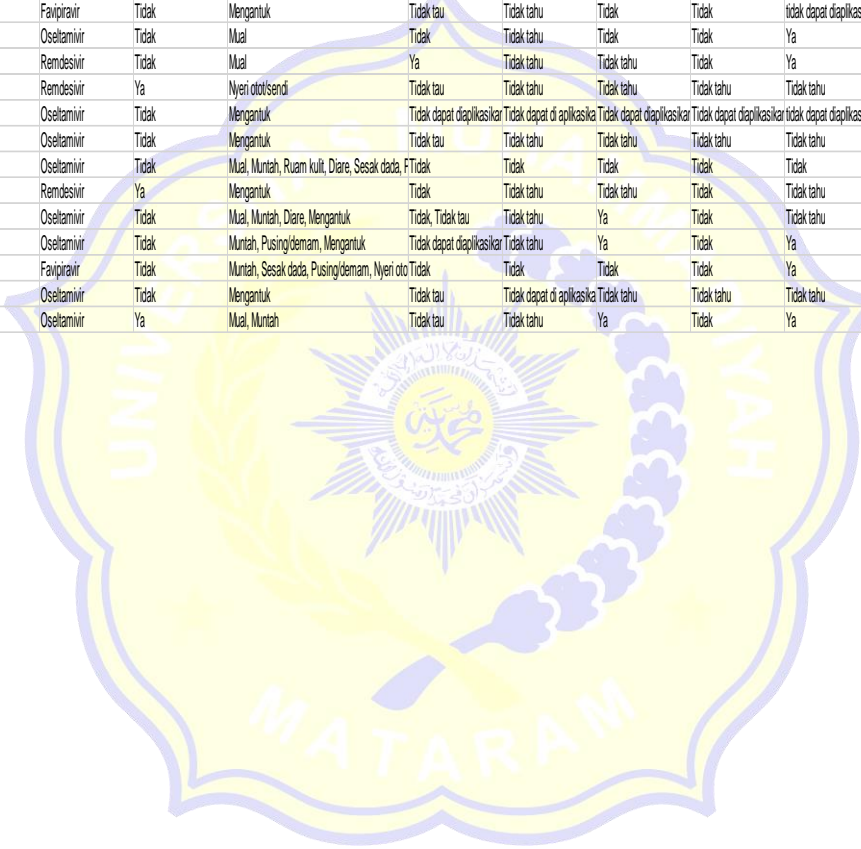 Favipiravir Tidak Mengantuk Tidak tau Tidak tahu Tidak Tidak tidak dapat diaplikas
Oseltamivir Tidak Mual Tidak Tidak tahu Tidak Tidak Ya
Remdesivir Tidak Mual Ya Tidak tahu Tidak tahu Tidak Ya
Remdesivir Ya Nyeri otot/sendi Tidak tau Tidak tahu Tidak tahu Tidak tahu Tidak tahu
Oseltamivir Tidak Mengantuk Tidak dapat diaplikasikar Tidak dapat di aplikasika Tidak dapat diaplikasikar Tidak dapat diaplikasikar tidak dapat diaplikas
Oseltamivir Tidak Mengantuk Tidak tau Tidak tahu Tidak tahu Tidak tahu Tidak tahu
Oseltamivir Tidak Mual, Muntah, Ruam kulit, Diare, Sesak dada, F Tidak Tidak Tidak Tidak Tidak
Remdesivir Ya Mengantuk Tidak Tidak tahu Tidak tahu Tidak Tidak tahu
Oseltamivir Tidak Mual, Muntah, Diare, Mengantuk Tidak, Tidak tau Tidak tahu Ya Tidak Tidak tahu
Oseltamivir Tidak Muntah, Pusing/demam, Mengantuk Tidak dapat diaplikasikar Tidak tahu Ya Tidak Ya
Favipiravir Tidak Muntah, Sesak dada, Pusing/demam, Nyeri oto Tidak Tidak Tidak Tidak Ya
Oseltamivir Tidak Mengantuk Tidak tau Tidak dapat di aplikasika Tidak tahu Tidak tahu Tidak tahu
Oseltamivir Ya Mual, Muntah Tidak tau Tidak tahu Ya Tidak Ya
UNIVERSITAS MUHAMMADIYAH
MATARAM